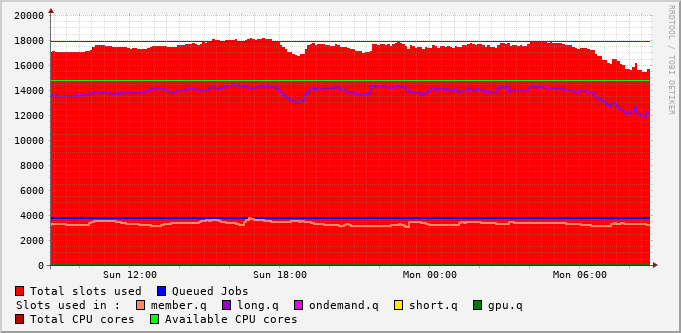 20000
18000
16000
14000
12000
10000
8000
6000
4000
2000
0
Sun 12:00 Sun 18:00 Mon 00:00 Mon 06:00
Total slots used Queued Jobs
Slots used in : member.q long.q ondemand.q short.q gpu.q
Total CPU cores Available CPU cores
RRDTOOL / TOBI OETIKER